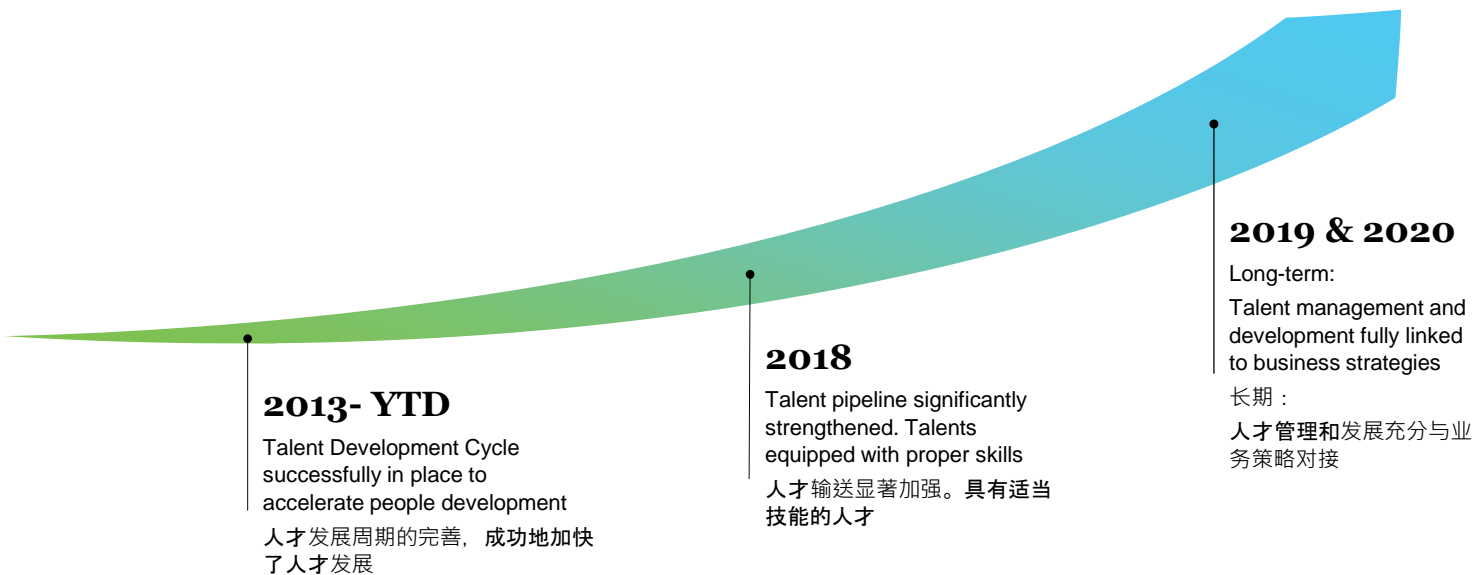 2013- YTD
Talent Development Cycle
successfully in place to
accelerate people development
人才发展周期的完善，成功地加快
了人才发展
2018
Talent pipeline significantly
strengthened. Talents
equipped with proper skills
人才输送显著加强。具有适当
技能的人才
2019 & 2020
Long-term:
Talent management and
development fully linked
to business strategies
长期：
人才管理和发展充分与业
务策略对接